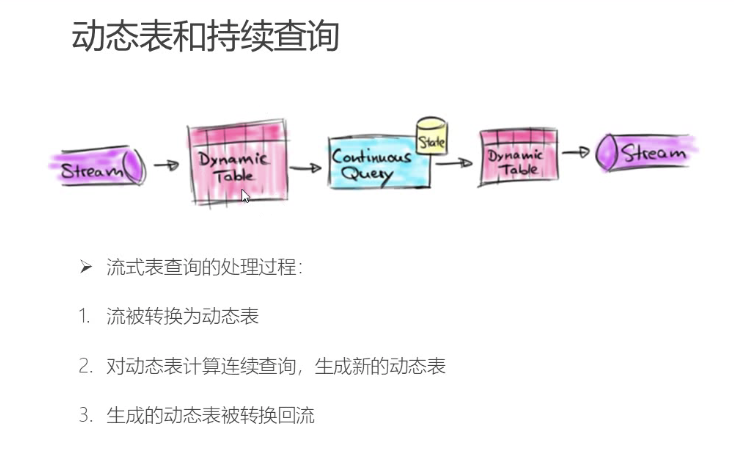 动态表和持续查询
Stream
Dynamic
Table
Continuous
Query
State
Dynamic
Table
Stream
➢ 流式表查询的处理过程：
1. 流被转换为动态表
2. 对动态表计算连续查询，生成新的动态表
3. 生成的动态表被转换回流